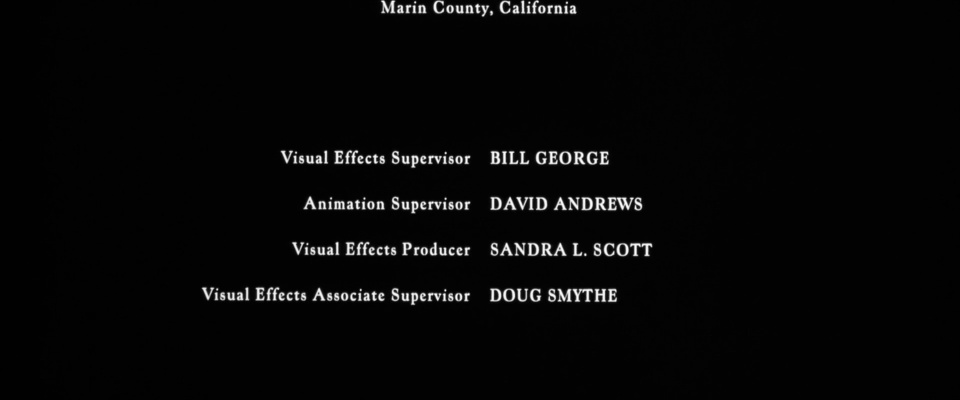 Marin County, California
Visual Effects Supervisor BILL GEORGE
Animation Supervisor DAVID ANDREWS
Visual Effects Producer SANDRA L. SCOTT
Visual Effects Associate Supervisor DOUG SMYTHE